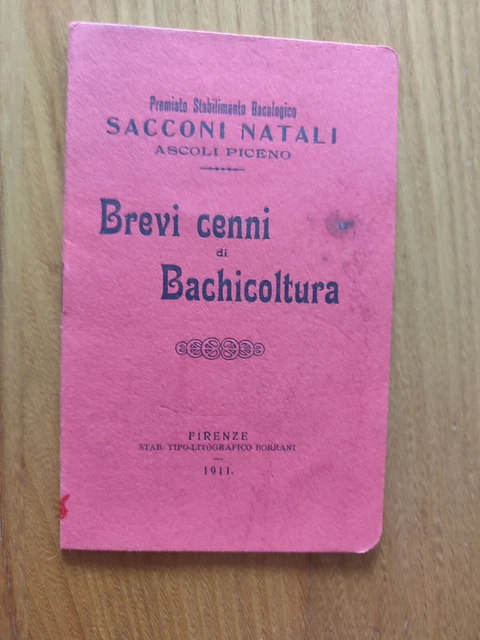 Premiato Stabilimento Bacologico
SACCONI NATALI
ASCOLI PICENO
Brevi cenni
di
Bachicoltura
FIRENZE
STAB. TIPO-LITOGRAFICO BORRANI
1911.